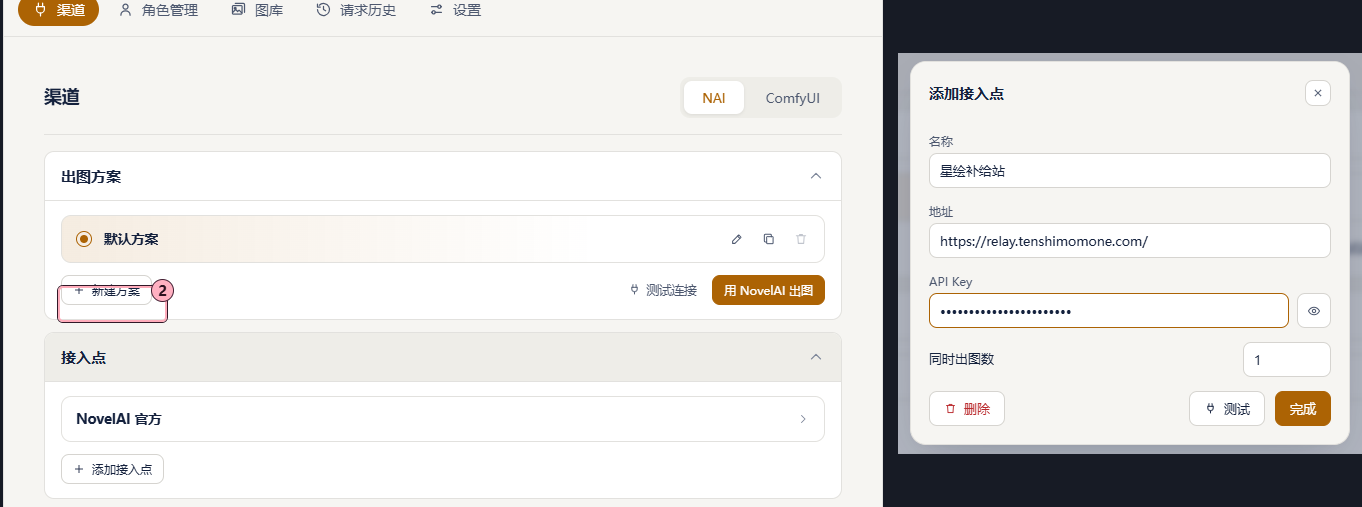 渠道
角色管理
图库
请求历史
设置
渠道
NAI
ComfyUI
出图方案
默认方案
+ 新建方案
2
测试连接
用 NovelAI 出图
接入点
NovelAI 官方
+ 添加接入点
添加接入点
名称
星绘补给站
地址
https://relay.tenshimomone.com/
API Key
•••••••••••••••••••••••
同时出图数
1
删除
测试
完成